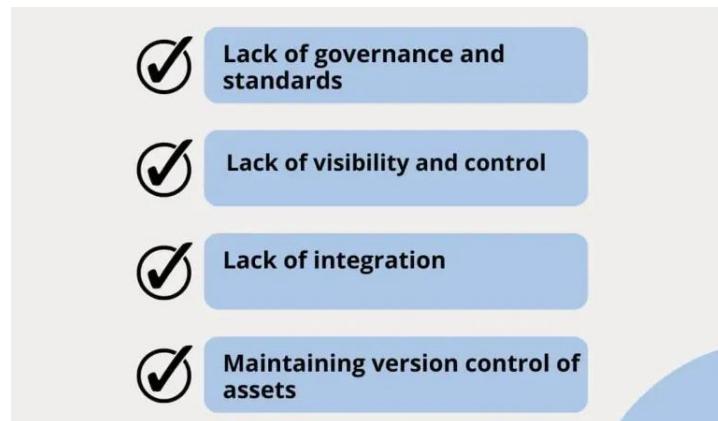 Lack of governance and
standards
Lack of visibility and control
Lack of integration
Maintaining version control of
assets